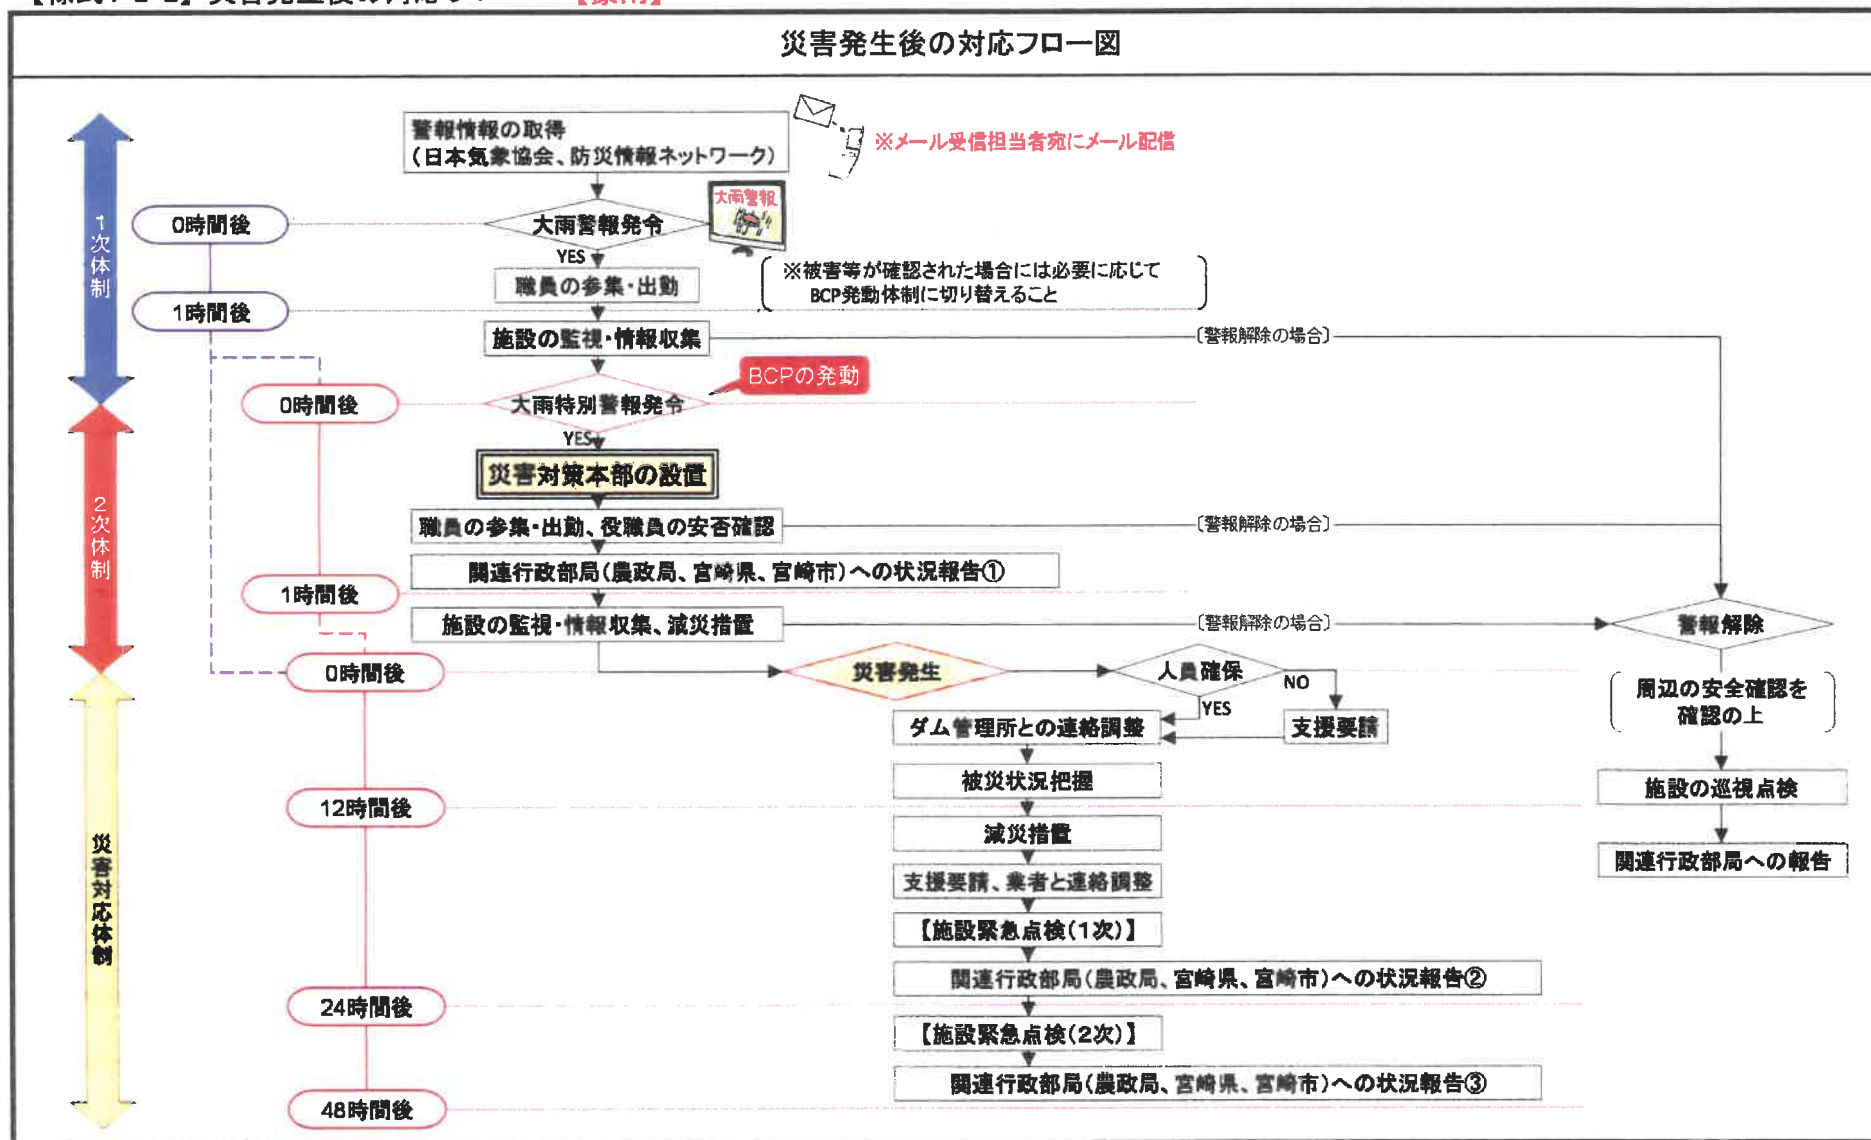 災害発生後の対応フロー図
警報情報の取得
（日本気象協会、防災情報ネットワーク）
※メール受信担当者宛にメール配信
大雨警報
0時間後
大雨警報発令
YES
※被害等が確認された場合には必要に応じて
BCP発動体制に切り替えること
職員の参集・出勤
1時間後
1次体制
施設の監視・情報収集
〔警報解除の場合〕
BCPの発動
0時間後
大雨特別警報発令
YES
災害対策本部の設置
2次体制
職員の参集・出勤、役職員の安否確認
〔警報解除の場合〕
関連行政部局（農政局、宮崎県、宮崎市）への状況報告①
1時間後
施設の監視・情報収集、減災措置
〔警報解除の場合〕
警報解除
0時間後
災害発生
人員確保
NO
YES
周辺の安全確認を
確認の上
ダム管理所との連絡調整
支援要請
被災状況把握
施設の巡視点検
12時間後
減災措置
関連行政部局への報告
災害対応体制
支援要請、業者と連絡調整
【施設緊急点検（1次）】
関連行政部局（農政局、宮崎県、宮崎市）への状況報告②
24時間後
【施設緊急点検（2次）】
関連行政部局（農政局、宮崎県、宮崎市）への状況報告③
48時間後